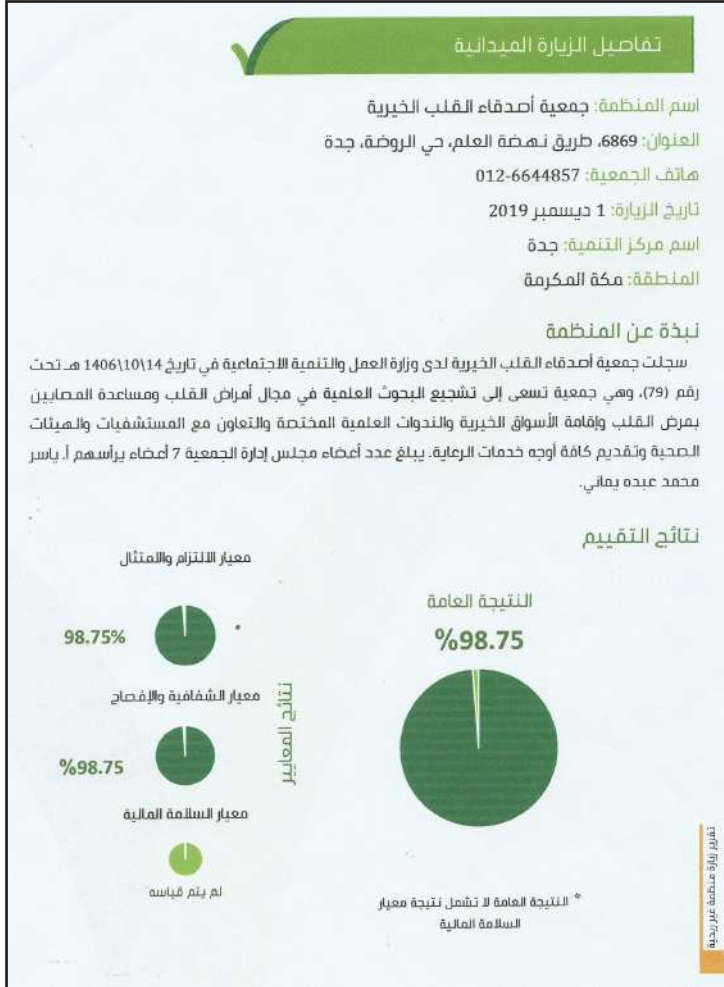 تفاصيل الزيارة الميدانية
اسم المنظمة: جمعية أصدقاء القلب الخيرية
العنوان: 6869، طريق نهضة العلم، حي الروضة، جدة
هاتف الجمعية: 012-6644857
تاريخ الزيارة: 1 ديسمبر 2019
اسم مركز التنمية: جدة
المنطقة: مكة المكرمة
نبذة عن المنظمة
سجلت جمعية أصدقاء القلب الخيرية لدى وزارة العمل والتنمية الاجتماعية في تاريخ 14\10\1406 هـ تحت
رقم (79)، وهي جمعية تسعى إلى تشجيع البحوث العلمية في مجال أمراض القلب ومساعدة المصابين
بمرض القلب وإقامة الأسواق الخيرية والندوات العلمية المختصة والتعاون مع المستشفيات والهيئات
الصحية وتقديم كافة أوجه خدمات الرعاية. يبلغ عدد أعضاء مجلس إدارة الجمعية 7 أعضاء يرأسهم أ. ياسر
محمد عبده يماني.
نتائج التقييم
النتيجة العامة
%98.75
* النتيجة العامة لا تشمل نتيجة معيار
السلامة المالية
نتائج المعايير
معيار الالتزام والامتثال
98.75%
معيار الشفافية والإفصاح
%98.75
معيار السلامة المالية
لم يتم قياسه
تقرير زيارة منظمة غير ربحية